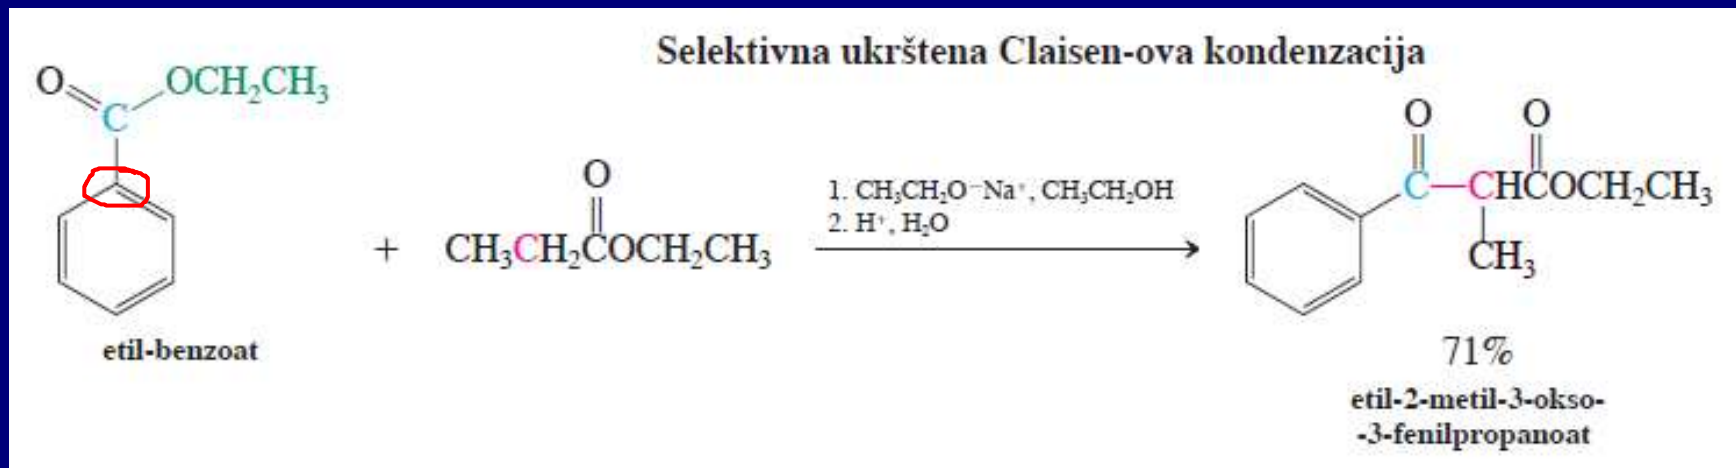 Selektivna ukrštena Claisen-ova kondenzacija
O
C
OCH₂CH₃
etil-benzoat
+
O
CH₃CH₂COCH₂CH₃
1. CH₃CH₂O⁻Na⁺, CH₃CH₂OH
2. H⁺, H₂O
O O
C—CHCOCH₂CH₃
CH₃
71%
etil-2-metil-3-okso-
-3-fenilpropanoat